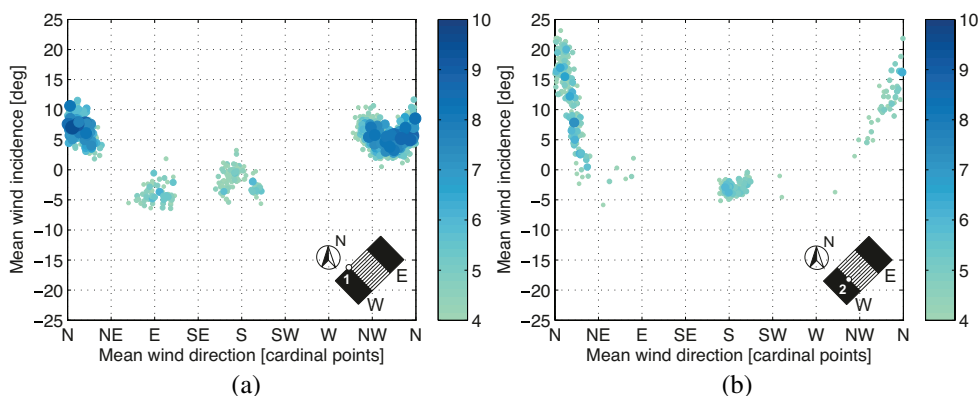 25
20
15
10
5
0
−5
−10
−15
−20
−25
Mean wind incidence [deg]
N NE E SE S SW W NW N
Mean wind direction [cardinal points]
10
9
8
7
6
5
4
N
1
E
W
(a)
25
20
15
10
5
0
−5
−10
−15
−20
−25
Mean wind incidence [deg]
N NE E SE S SW W NW N
Mean wind direction [cardinal points]
10
9
8
7
6
5
4
N
2
E
W
(b)